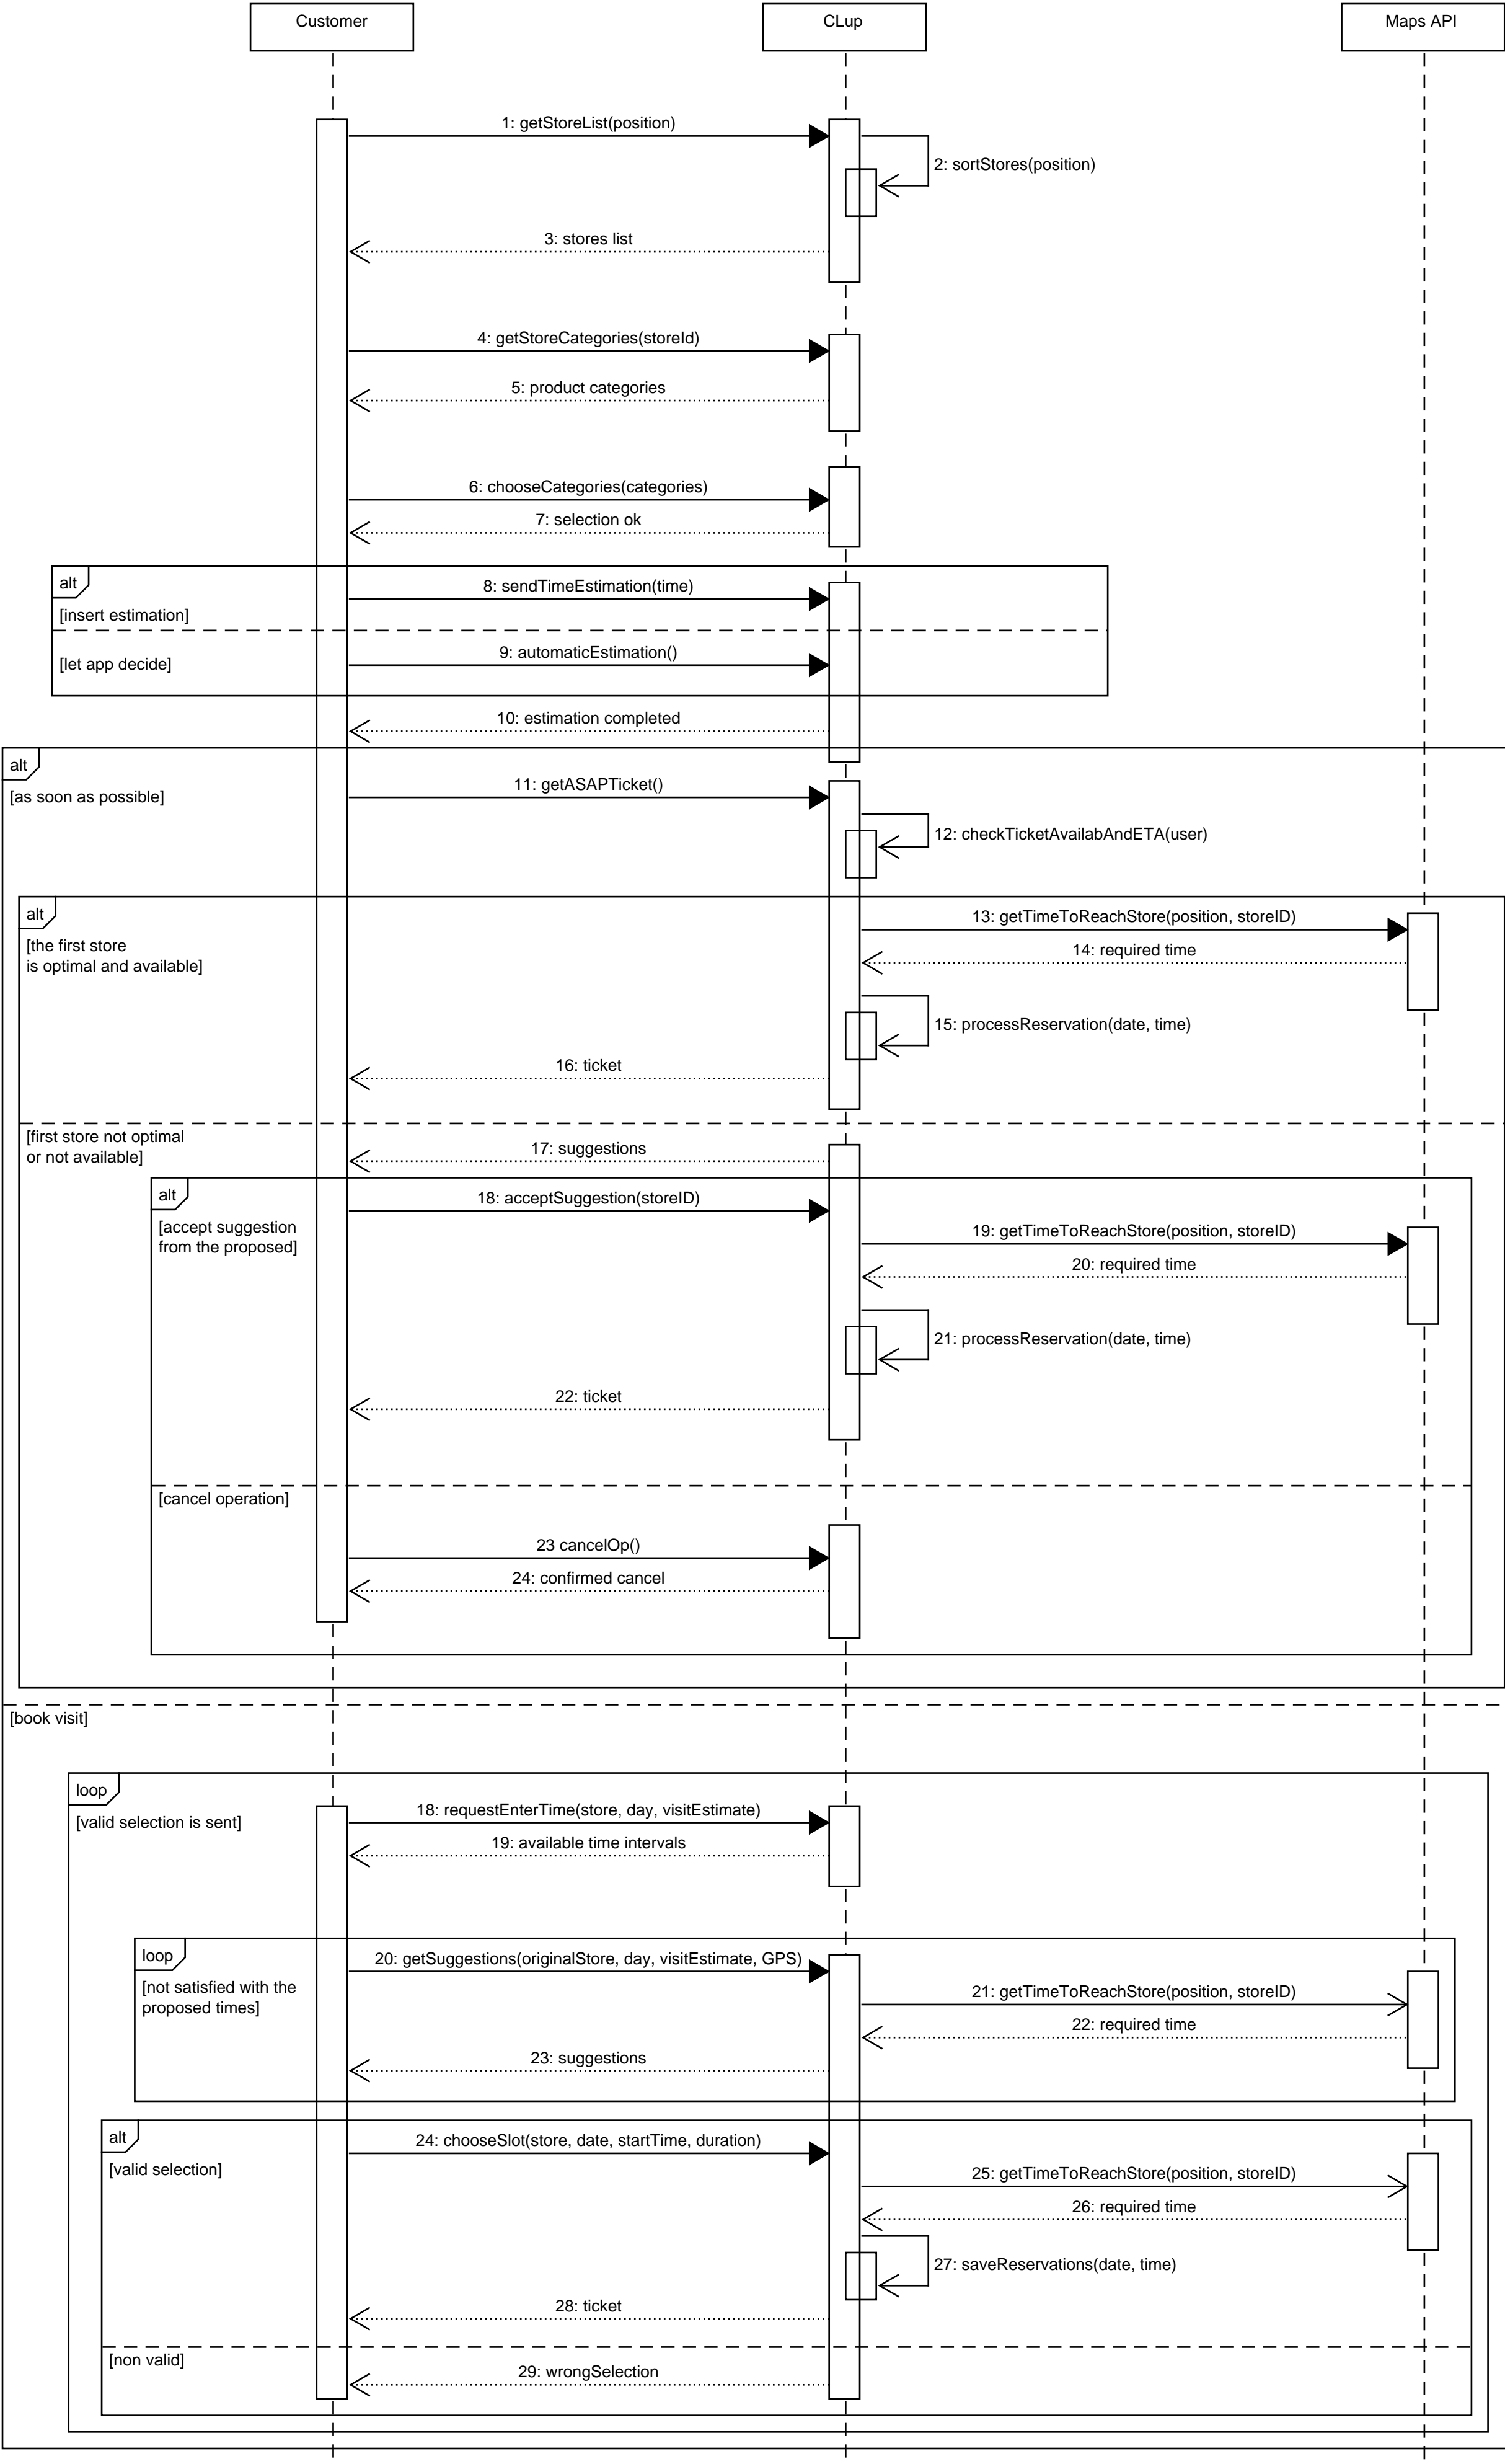 Customer
CLup
Maps API
1: getStoreList(position)
2: sortStores(position)
3: stores list
4: getStoreCategories(storeId)
5: product categories
6: chooseCategories(categories)
7: selection ok
alt
8: sendTimeEstimation(time)
[insert estimation]
9: automaticEstimation()
[let app decide]
10: estimation completed
alt
11: getASAPTicket()
[as soon as possible]
12: checkTicketAvailabAndETA(user)
alt
13: getTimeToReachStore(position, storeID)
[the first store
is optimal and available]
14: required time
15: processReservation(date, time)
16: ticket
[first store not optimal
or not available]
17: suggestions
alt
18: acceptSuggestion(storeID)
[accept suggestion
from the proposed]
19: getTimeToReachStore(position, storeID)
20: required time
21: processReservation(date, time)
22: ticket
[cancel operation]
23 cancelOp()
24: confirmed cancel
[book visit]
loop
18: requestEnterTime(store, day, visitEstimate)
[valid selection is sent]
19: available time intervals
loop
20: getSuggestions(originalStore, day, visitEstimate, GPS)
[not satisfied with the
proposed times]
21: getTimeToReachStore(position, storeID)
22: required time
23: suggestions
alt
24: chooseSlot(store, date, startTime, duration)
[valid selection]
25: getTimeToReachStore(position, storeID)
26: required time
27: saveReservations(date, time)
28: ticket
[non valid]
29: wrongSelection